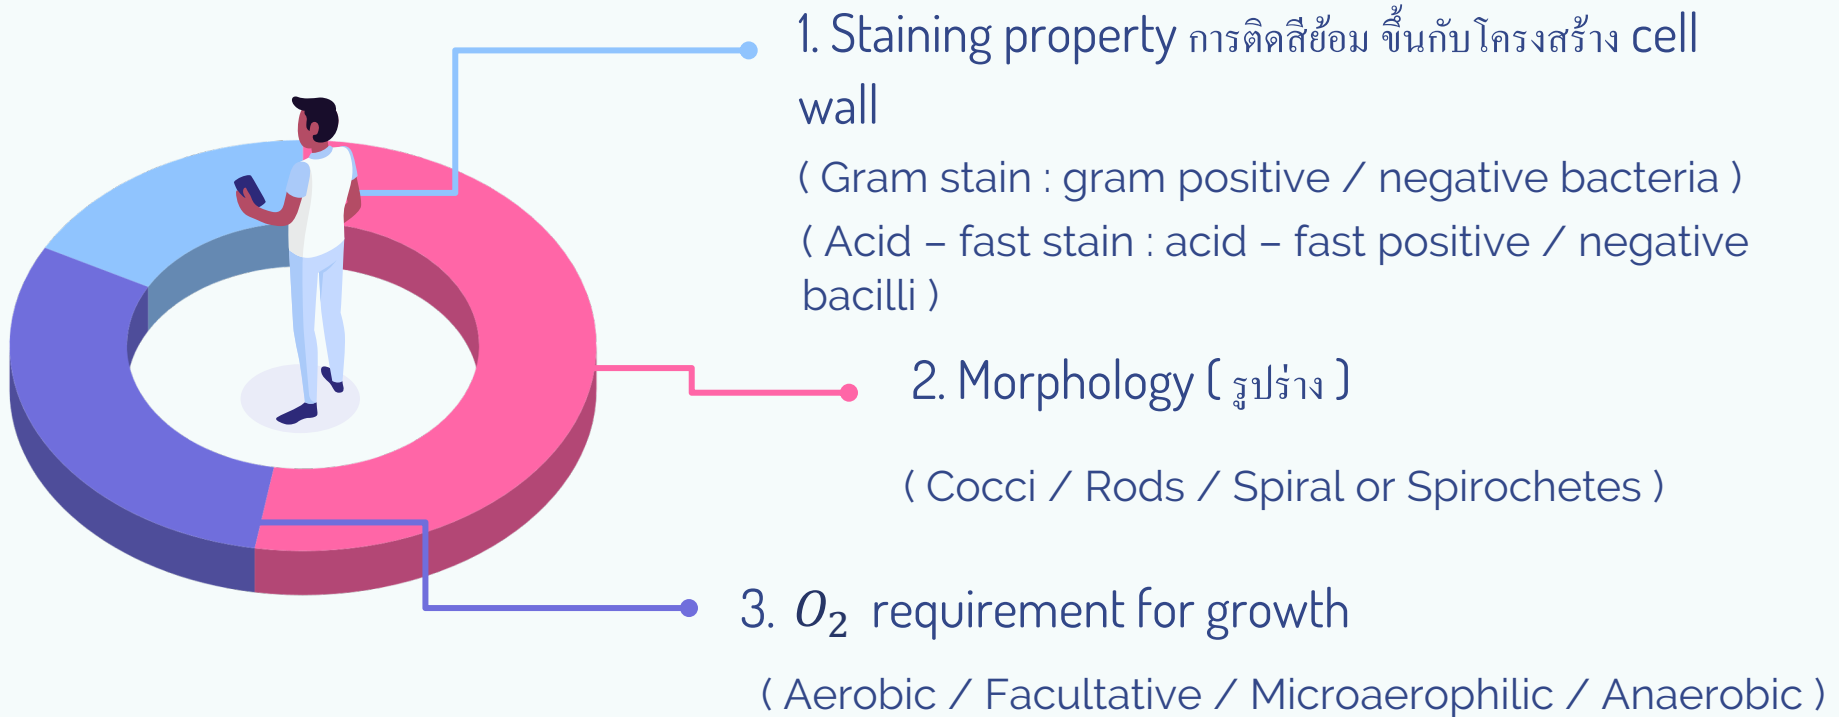 1. Staining property การติดสีย้อม ขึ้นกับโครงสร้าง cell
wall
( Gram stain : gram positive / negative bacteria )
( Acid – fast stain : acid – fast positive / negative
bacilli )
2. Morphology ( รูปร่าง )
( Cocci / Rods / Spiral or Spirochetes )
3. O₂ requirement for growth
( Aerobic / Facultative / Microaerophilic / Anaerobic )